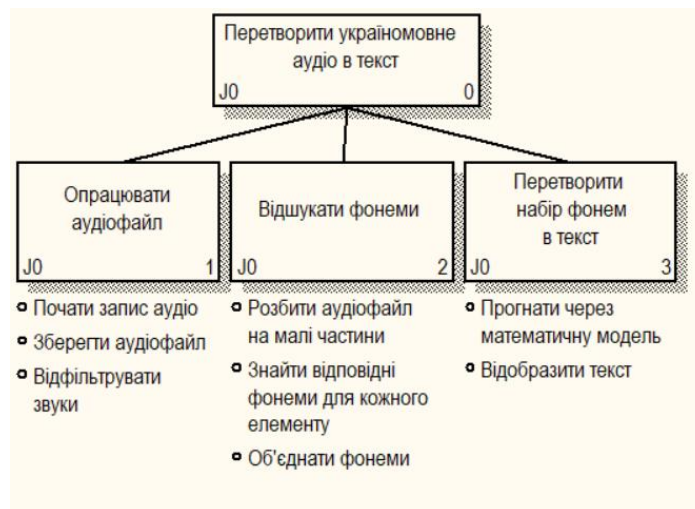 Перетворити україномовне
аудіо в текст
J0 0
Опрацювати
аудіофайл
J0 1
Почати запис аудіо
Зберегти аудіофайл
Відфільтрувати
звуки
Відшукати фонеми
J0 2
Розбити аудіофайл
на малі частини
Знайти відповідні
фонеми для кожного
елементу
Об'єднати фонеми
Перетворити
набір фонем
в текст
J0 3
Прогнати через
математичну модель
Відобразити текст